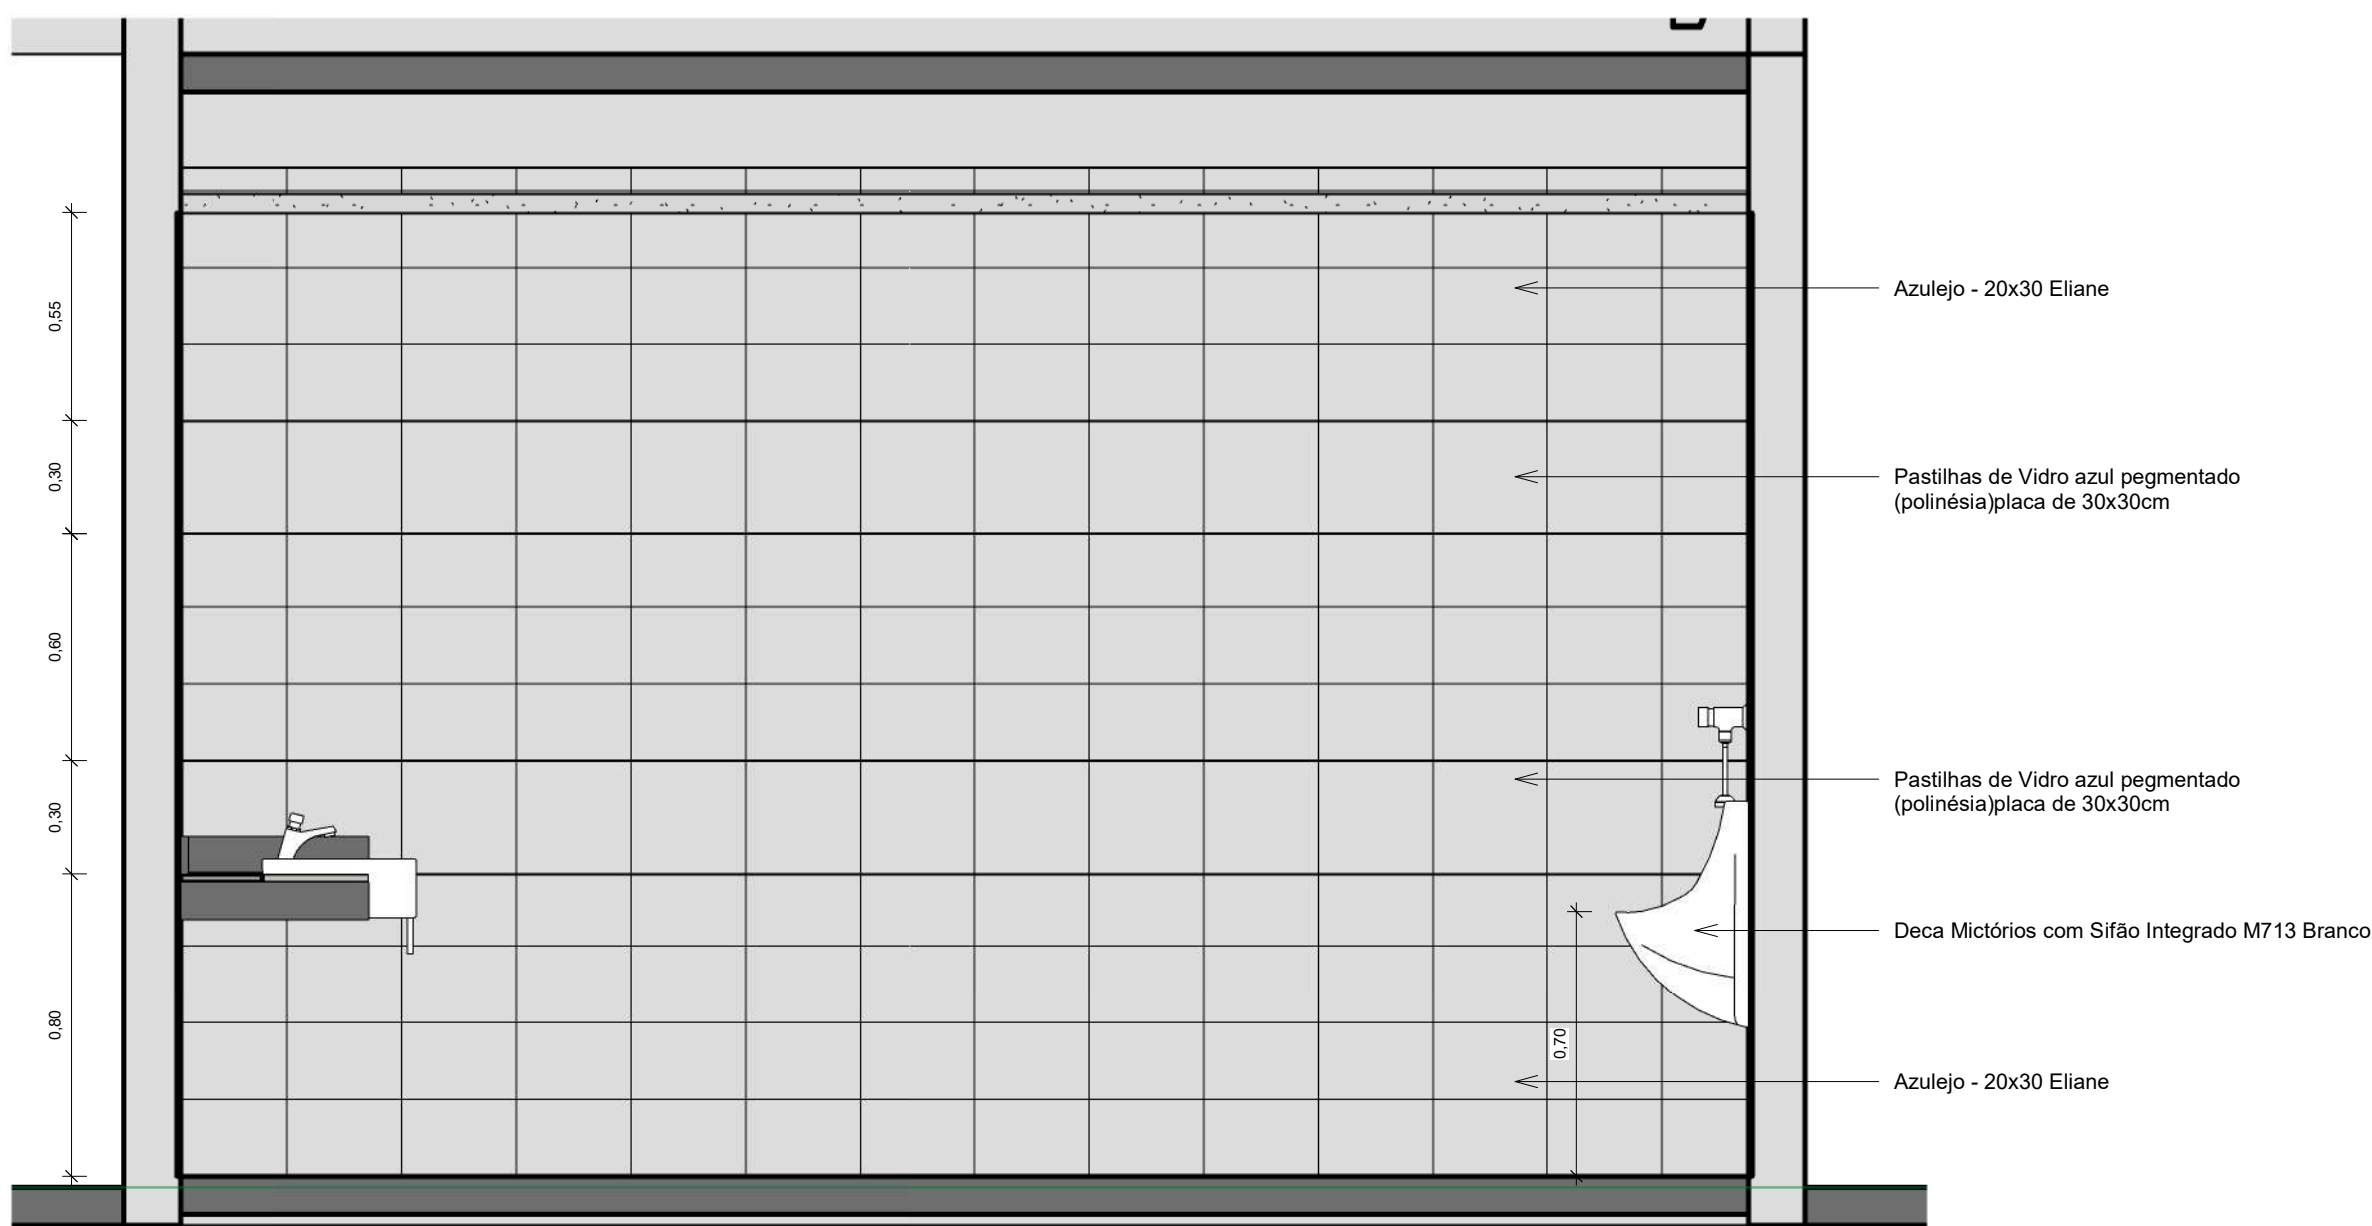 0,55
Azulejo - 20x30 Eliane
0,30
Pastilhas de Vidro azul pegmentado
(polinésia)placa de 30x30cm
0,60
0,30
Pastilhas de Vidro azul pegmentado
(polinésia)placa de 30x30cm
Deca Mictórios com Sifão Integrado M713 Branco
0,80
0,70
Azulejo - 20x30 Eliane